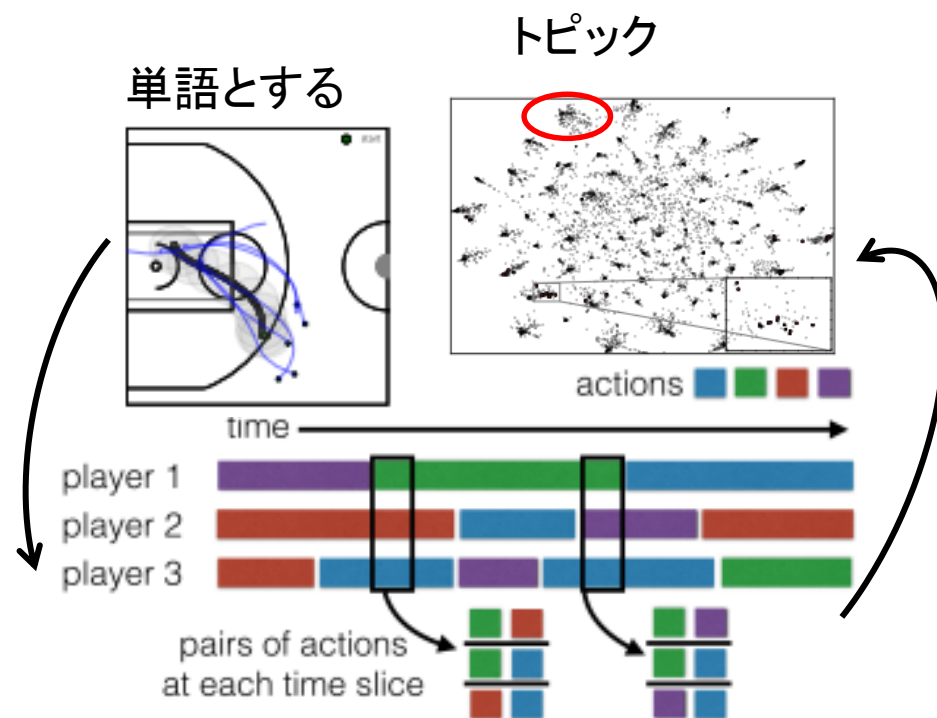 トピック
単語とする
actions
time
player 1
player 2
player 3
pairs of actions
at each time slice